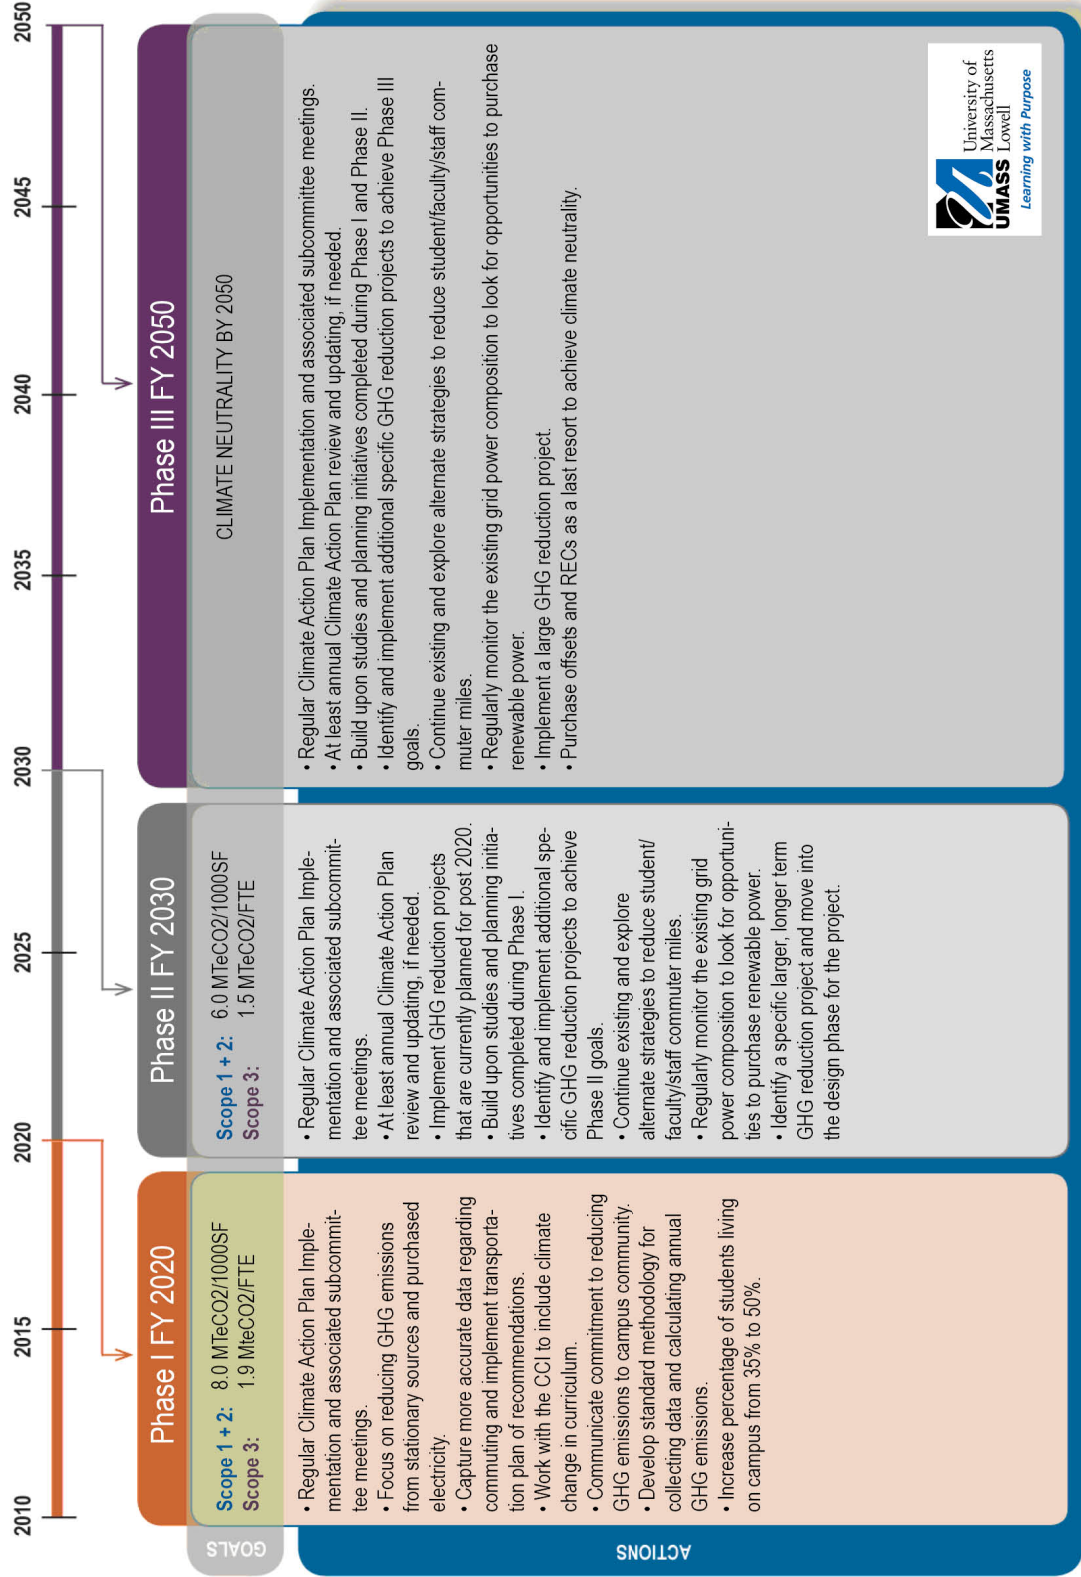 2010 2015 2020 2025 2030 2035 2040 2045 2050
GOALS
ACTIONS
Phase I FY 2020
Scope 1 + 2: 8.0 MTeCO2/1000SF
Scope 3: 1.9 MteCO2/FTE
• Regular Climate Action Plan Imple-
mentation and associated subcommit-
tee meetings.
• Focus on reducing GHG emissions
from stationary sources and purchased
electricity.
• Capture more accurate data regarding
commuting and implement transporta-
tion plan of recommendations.
• Work with the CCI to include climate
change in curriculum.
• Communicate commitment to reducing
GHG emissions to campus community.
• Develop standard methodology for
collecting data and calculating annual
GHG emissions.
• Increase percentage of students living
on campus from 35% to 50%.
Phase II FY 2030
Scope 1 + 2: 6.0 MTeCO2/1000SF
Scope 3: 1.5 MTeCO2/FTE
• Regular Climate Action Plan Imple-
mentation and associated subcommit-
tee meetings.
• At least annual Climate Action Plan
review and updating, if needed.
• Implement GHG reduction projects
that are currently planned for post 2020.
• Build upon studies and planning initia-
tives completed during Phase I.
• Identify and implement additional spe-
cific GHG reduction projects to achieve
Phase II goals.
• Continue existing and explore
alternate strategies to reduce student/
faculty/staff commuter miles.
• Regularly monitor the existing grid
power composition to look for opportuni-
ties to purchase renewable power.
• Identify a specific larger, longer term
GHG reduction project and move into
the design phase for the project.
Phase III FY 2050
CLIMATE NEUTRALITY BY 2050
• Regular Climate Action Plan Implementation and associated subcommittee meetings.
• At least annual Climate Action Plan review and updating, if needed.
• Build upon studies and planning initiatives completed during Phase I and Phase II.
• Identify and implement additional specific GHG reduction projects to achieve Phase III
goals.
• Continue existing and explore alternate strategies to reduce student/faculty/staff com-
muter miles.
• Regularly monitor the existing grid power composition to look for opportunities to purchase
renewable power.
• Implement a large GHG reduction project.
• Purchase offsets and RECs as a last resort to achieve climate neutrality.
UMASS
University of
Massachusetts
Lowell
Learning with Purpose